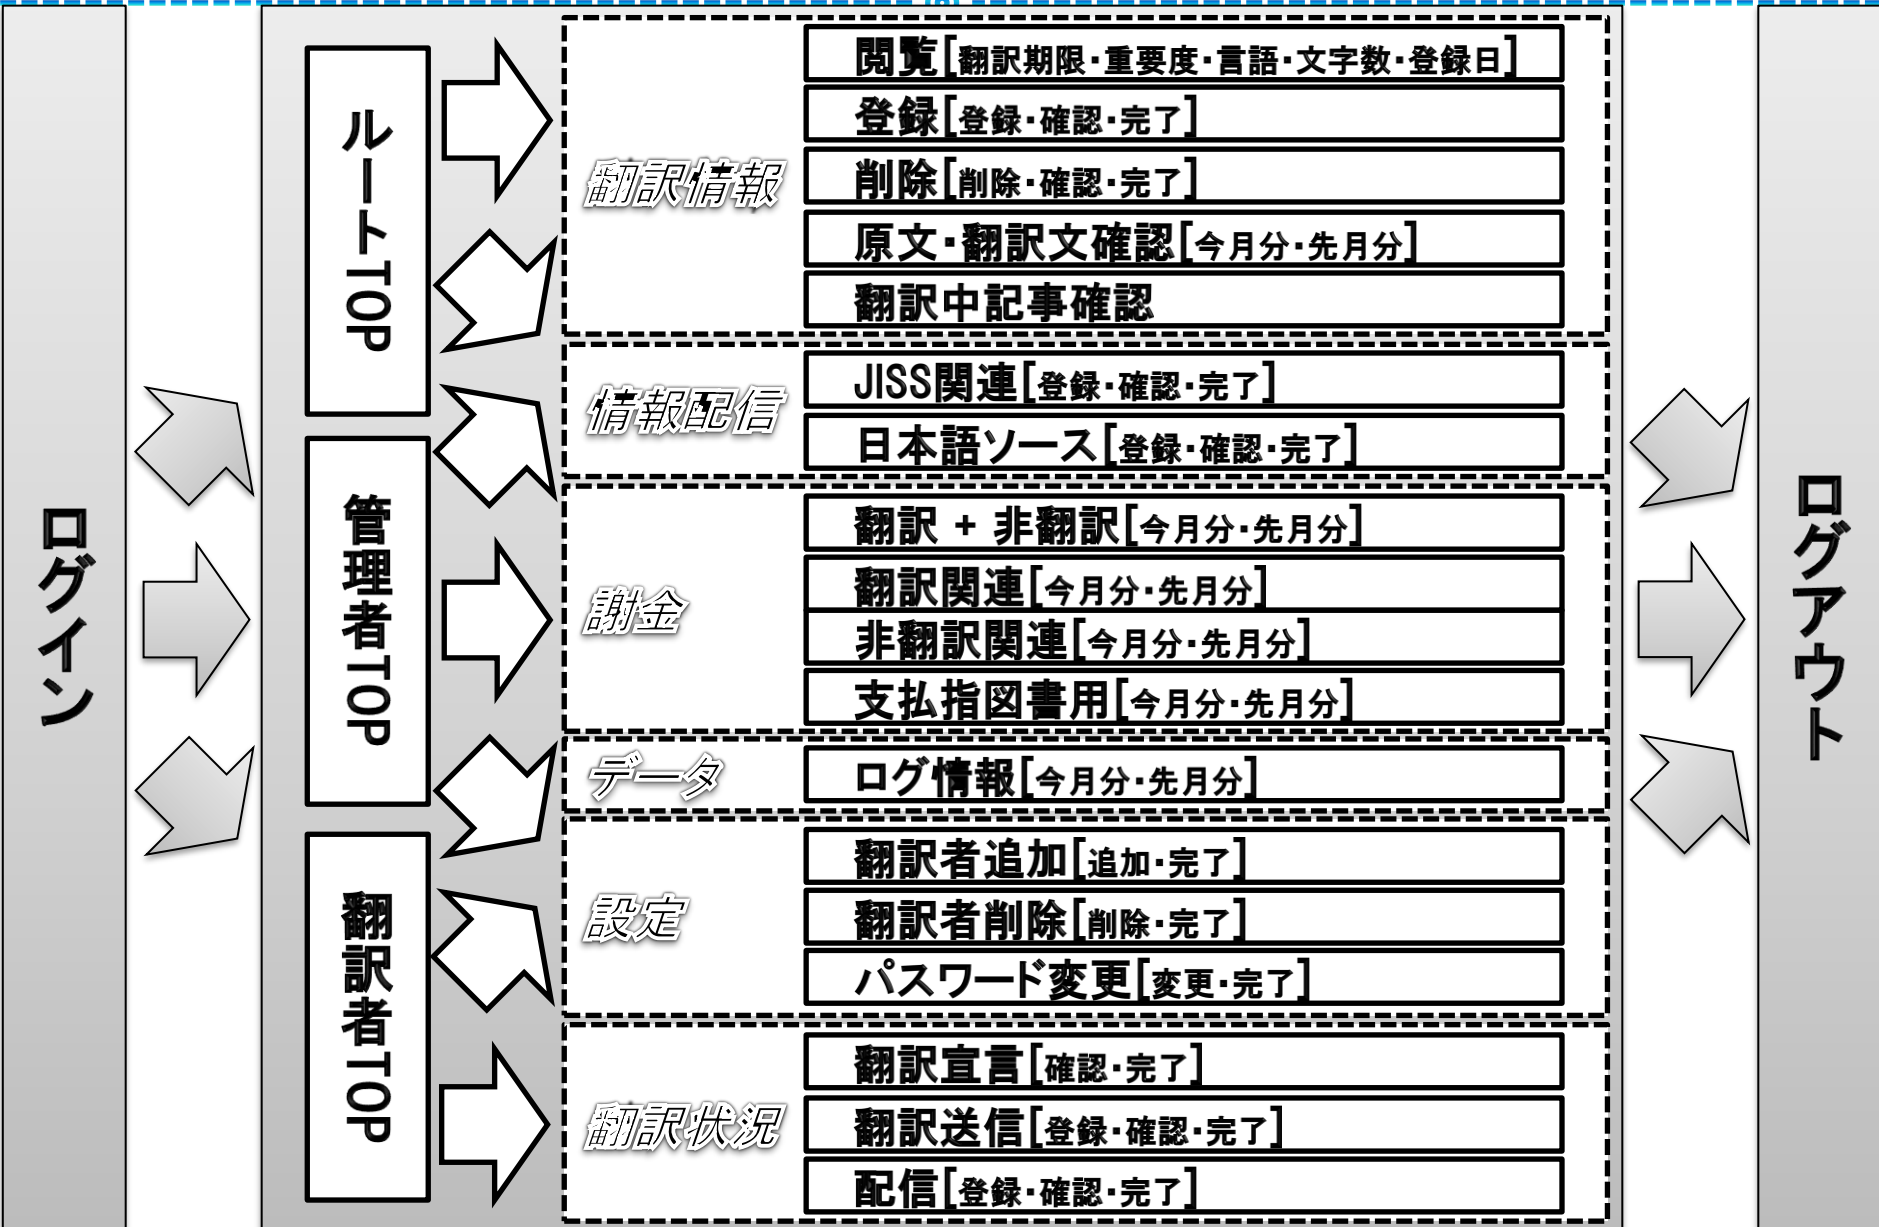 ログイン
ルートTOP
管理者TOP
翻訳者TOP
翻訳情報
閲覧[翻訳期限・重要度・言語・文字数・登録日]
登録[登録・確認・完了]
削除[削除・確認・完了]
原文・翻訳文確認[今月分・先月分]
翻訳中記事確認
情報配信
JISS関連[登録・確認・完了]
日本語ソース[登録・確認・完了]
謝金
翻訳 + 非翻訳[今月分・先月分]
翻訳関連[今月分・先月分]
非翻訳関連[今月分・先月分]
支払指図書用[今月分・先月分]
データ
ログ情報[今月分・先月分]
設定
翻訳者追加[追加・完了]
翻訳者削除[削除・完了]
パスワード変更[変更・完了]
翻訳状況
翻訳宣言[確認・完了]
翻訳送信[登録・確認・完了]
配信[登録・確認・完了]
ログアウト